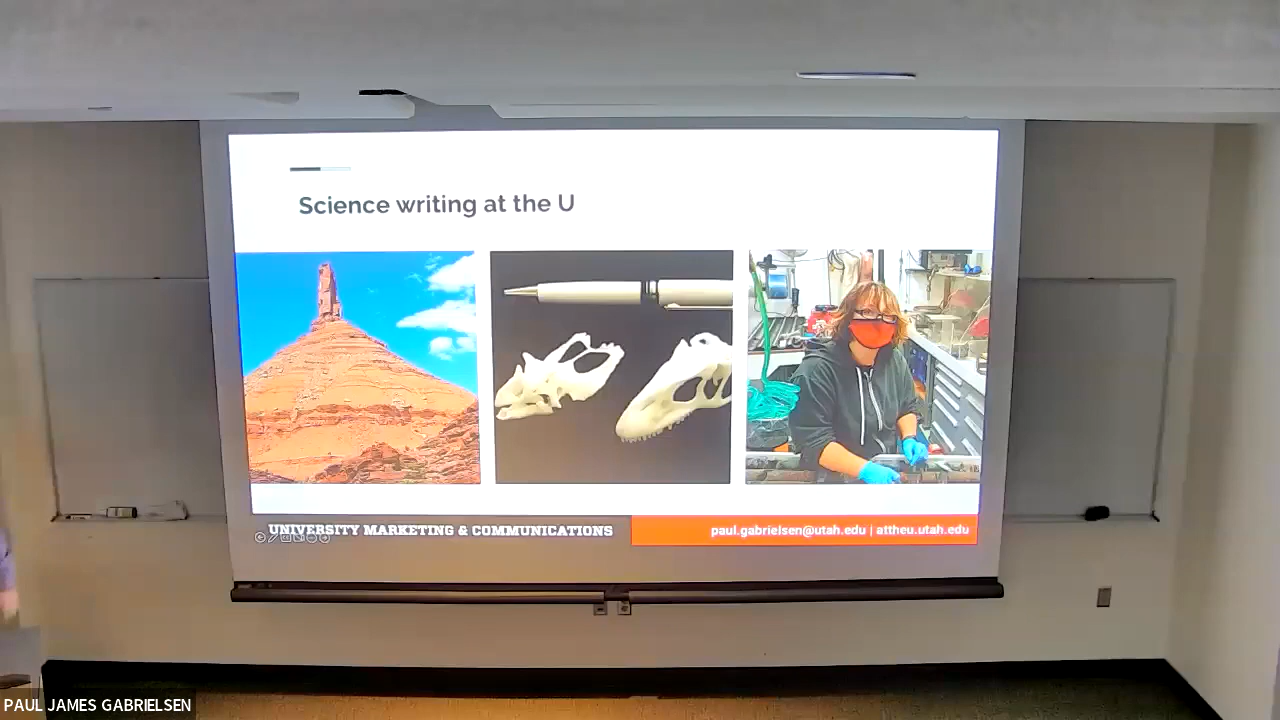 Science writing at the U
UNIVERSITY MARKETING & COMMUNICATIONS
paul.gabrielsen@utah.edu | attheu.utah.edu
PAUL JAMES GABRIELSEN